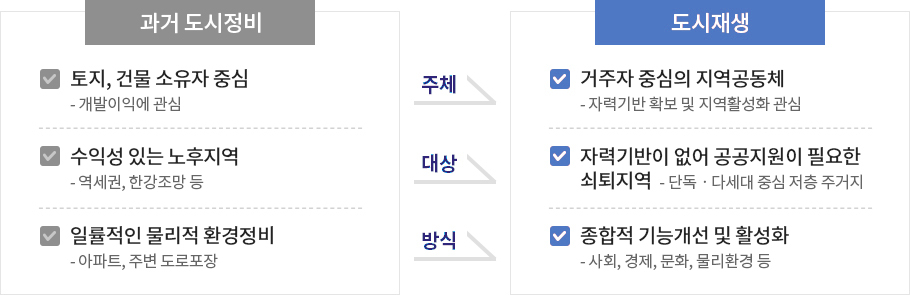 과거 도시정비
토지, 건물 소유자 중심
- 개발이익에 관심
수익성 있는 노후지역
- 역세권, 한강조망 등
일률적인 물리적 환경정비
- 아파트, 주변 도로포장
주체
대상
방식
도시재생
거주자 중심의 지역공동체
- 자력기반 확보 및 지역활성화 관심
자력기반이 없어 공공지원이 필요한
쇠퇴지역 - 단독 · 다세대 중심 저층 주거지
종합적 기능개선 및 활성화
- 사회, 경제, 문화, 물리환경 등